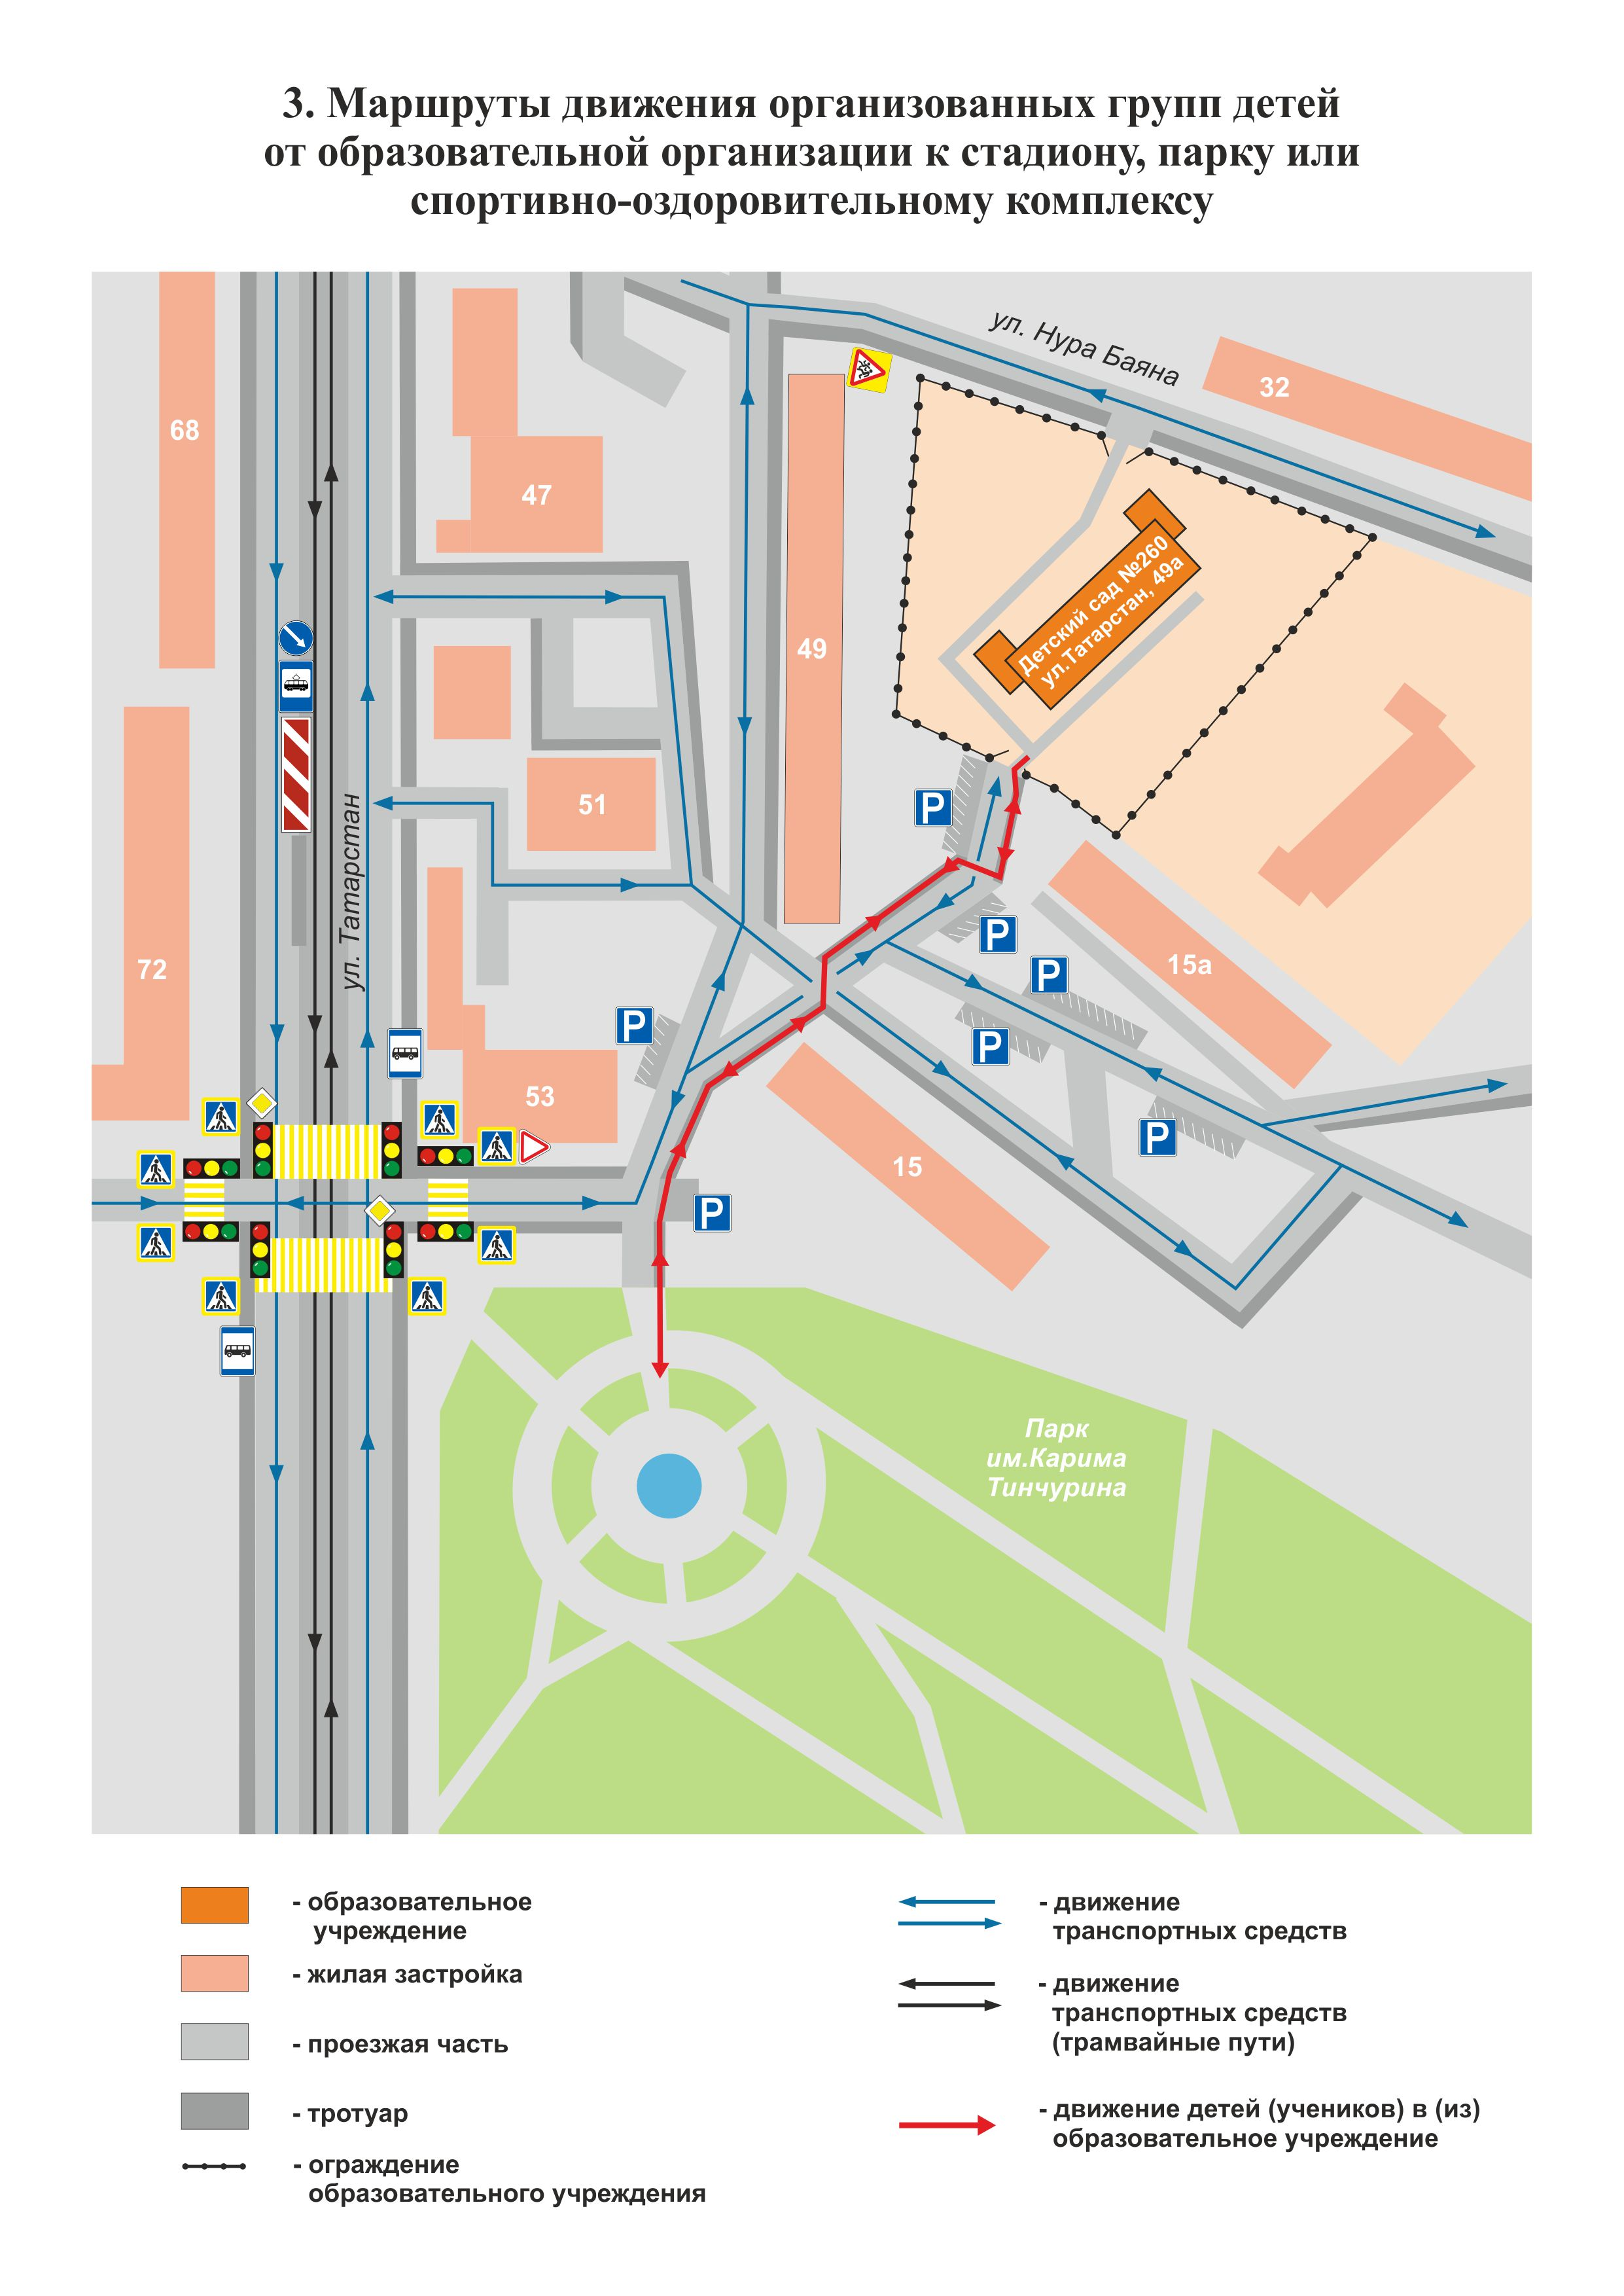 3. Маршруты движения организованных групп детей
от образовательной организации к стадиону, парку или
спортивно-оздоровительному комплексу
ул. Нура Баяна
32
68
47
Детский сад №260
ул.Татарстан, 49а
49
51
ул. Татарстан
P
72
P
15а
P
P
P
53
P
15
P
Парк
им.Карима
Тинчурина
- образовательное
учреждение
- жилая застройка
- проезжая часть
- тротуар
- ограждение
образовательного учреждения
- движение
транспортных средств
- движение
транспортных средств
(трамвайные пути)
- движение детей (учеников) в (из)
образовательное учреждение